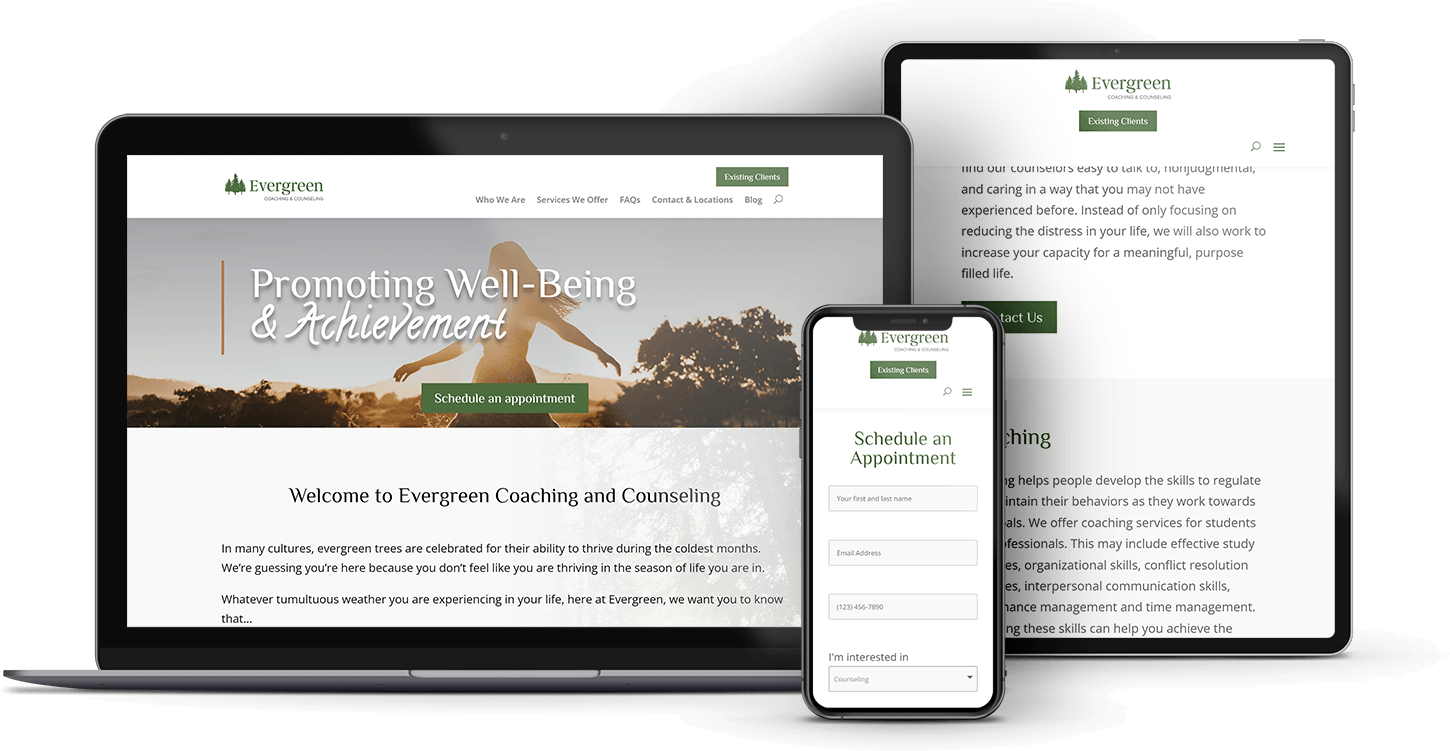 Evergreen
COACHING & COUNSELING
Existing Clients
Who We Are Services We Offer FAQs Contact & Locations Blog
Promoting Well-Being
& Achievement
Schedule an appointment
Welcome to Evergreen Coaching and Counseling
In many cultures, evergreen trees are celebrated for their ability to thrive during the coldest months.
We’re guessing you’re here because you don’t feel like you are thriving in the season of life you are in.
Whatever tumultuous weather you are experiencing in your life, here at Evergreen, we want you to know
that...
Evergreen
COACHING & COUNSELING
Existing Clients
find our counselors easy to talk to, nonjudgmental,
and caring in a way that you may not have
experienced before. Instead of only focusing on
reducing the distress in your life, we will also work to
increase your capacity for a meaningful, purpose
filled life.
tact Us
ching
ng helps people develop the skills to regulate
intain their behaviors as they work towards
als. We offer coaching services for students
ofessionals. This may include effective study
es, organizational skills, conflict resolution
es, interpersonal communication skills,
nance management and time management.
ng these skills can help you achieve the
Evergreen
COACHING & COUNSELING
Existing Clients
Schedule an
Appointment
Your first and last name
Email Address
(123) 456-7890
I'm interested in
Counseling